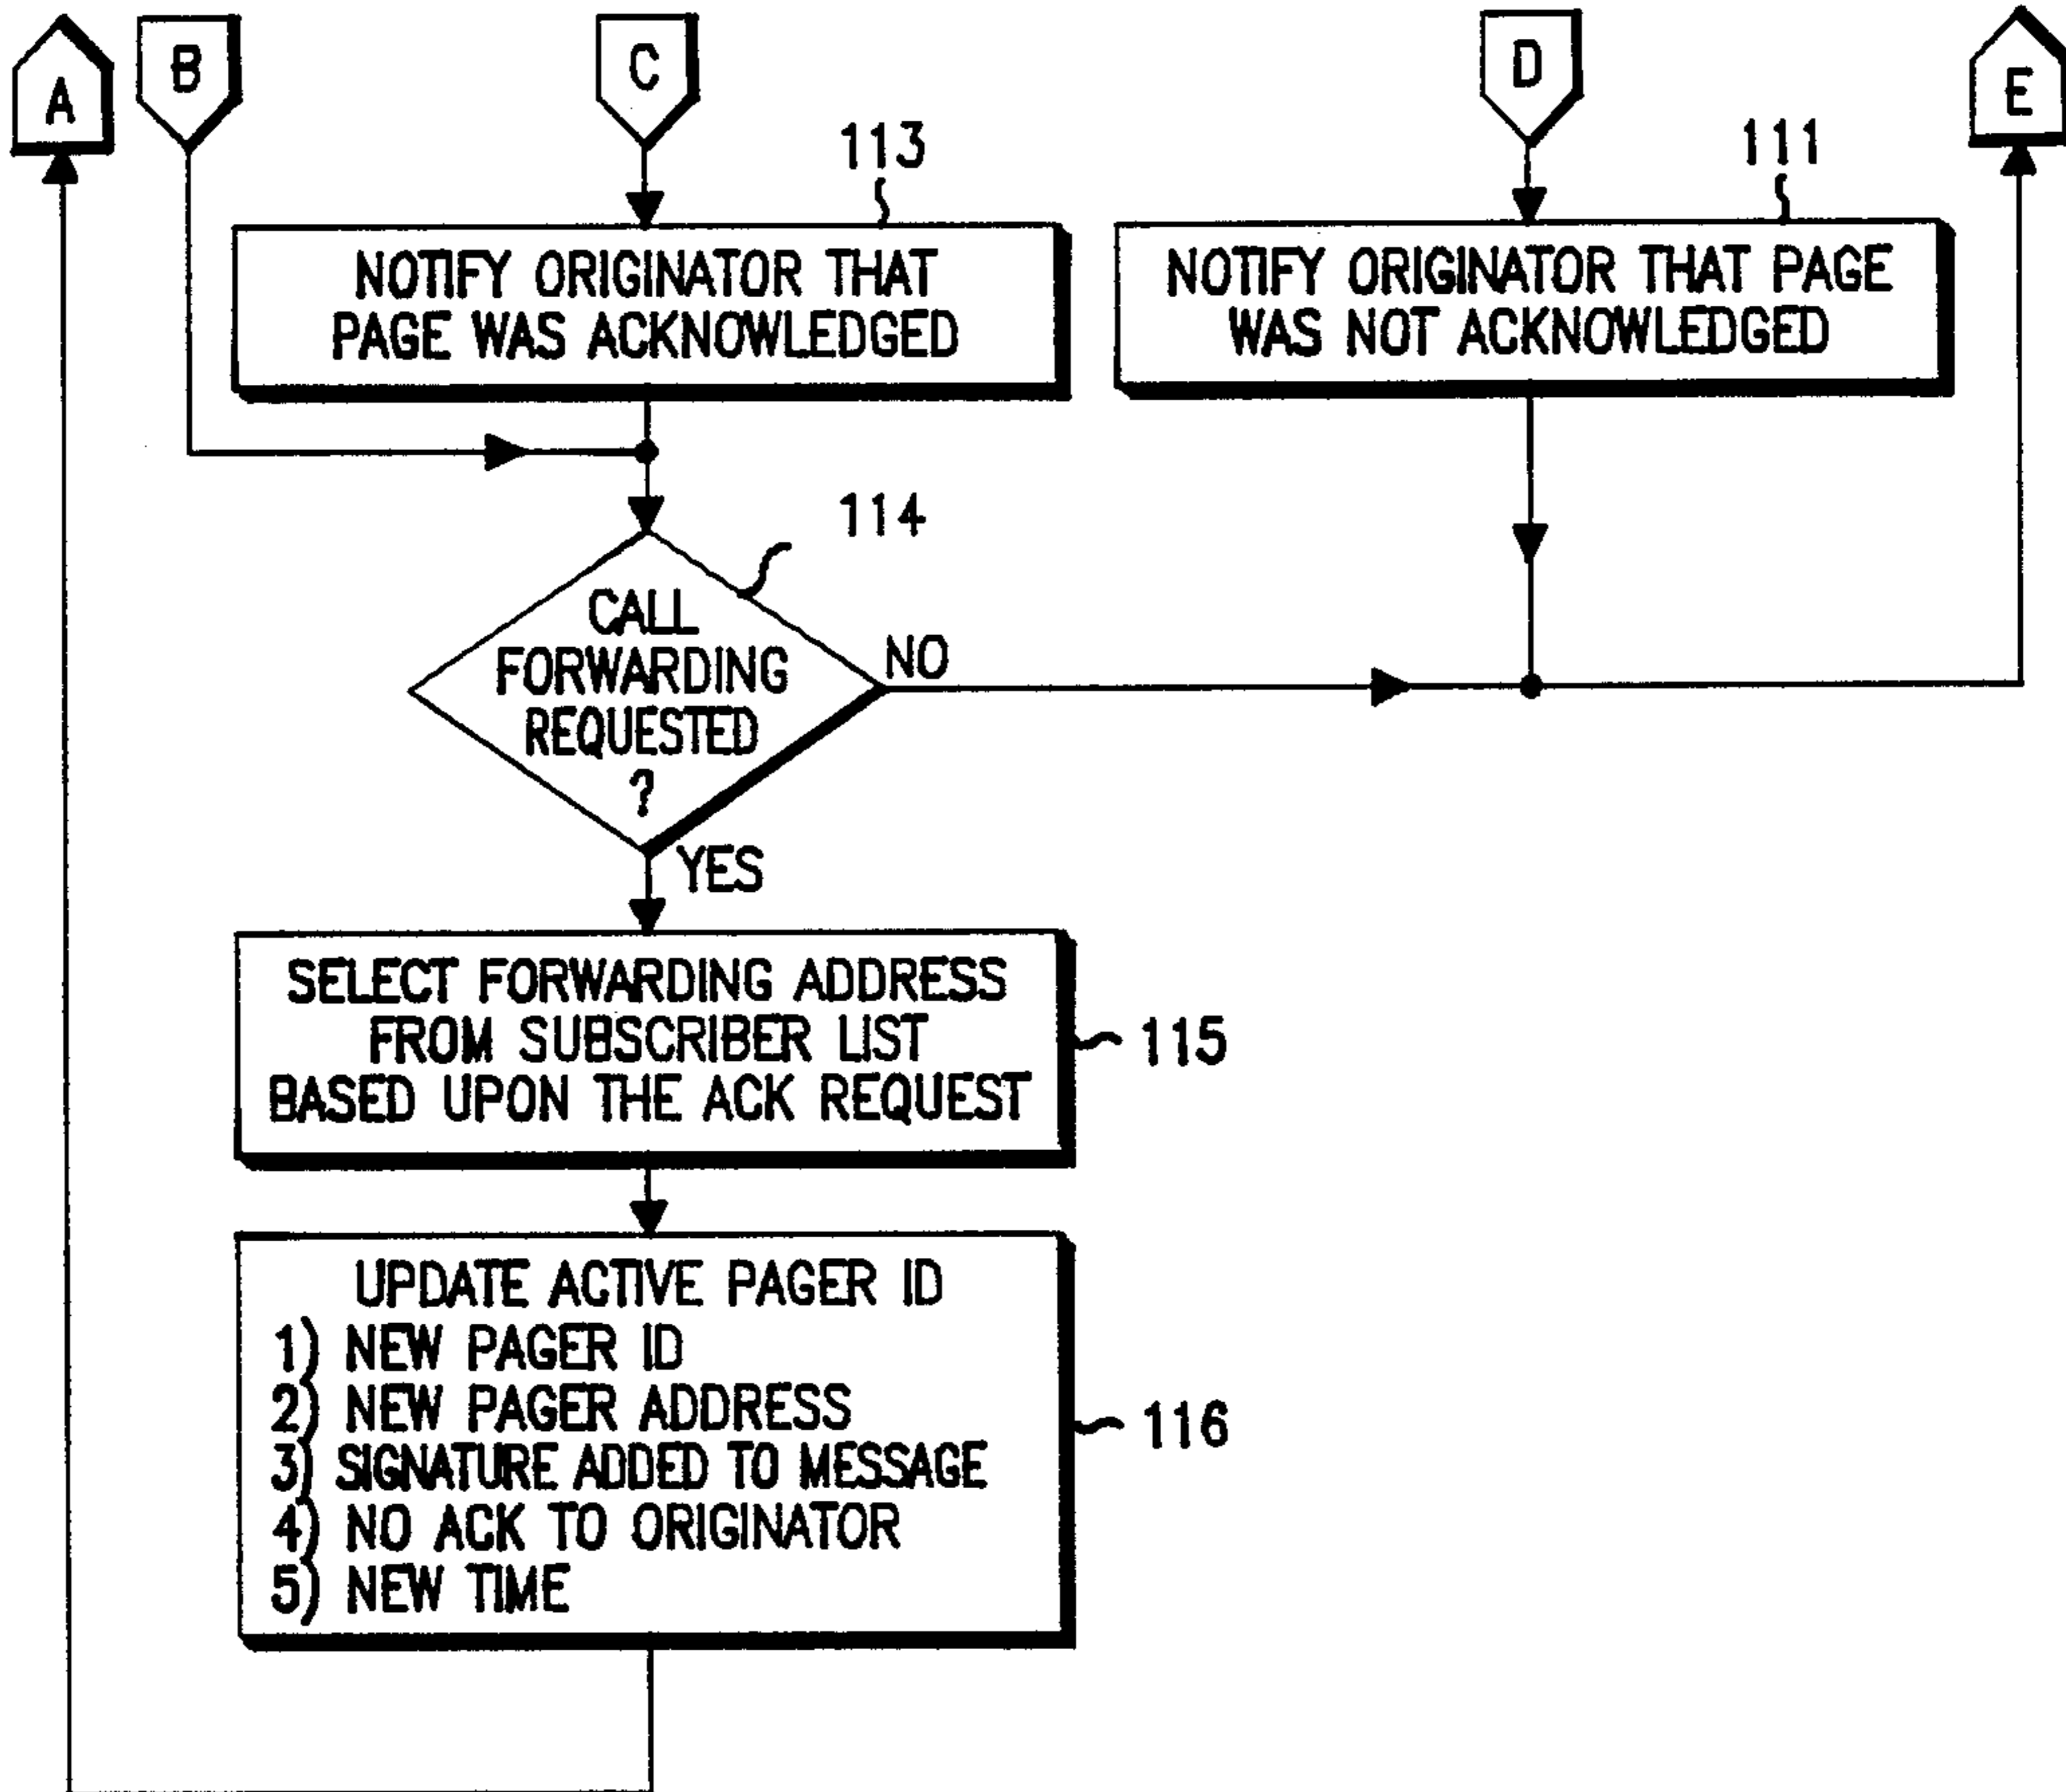 A
B
C
D
E
113
111
NOTIFY ORIGINATOR THAT
PAGE WAS ACKNOWLEDGED
NOTIFY ORIGINATOR THAT PAGE
WAS NOT ACKNOWLEDGED
114
CALL
FORWARDING
REQUESTED
?
NO
YES
SELECT FORWARDING ADDRESS
FROM SUBSCRIBER LIST
BASED UPON THE ACK REQUEST
115
UPDATE ACTIVE PAGER ID
1) NEW PAGER ID
2) NEW PAGER ADDRESS
3) SIGNATURE ADDED TO MESSAGE
4) NO ACK TO ORIGINATOR
5) NEW TIME
116